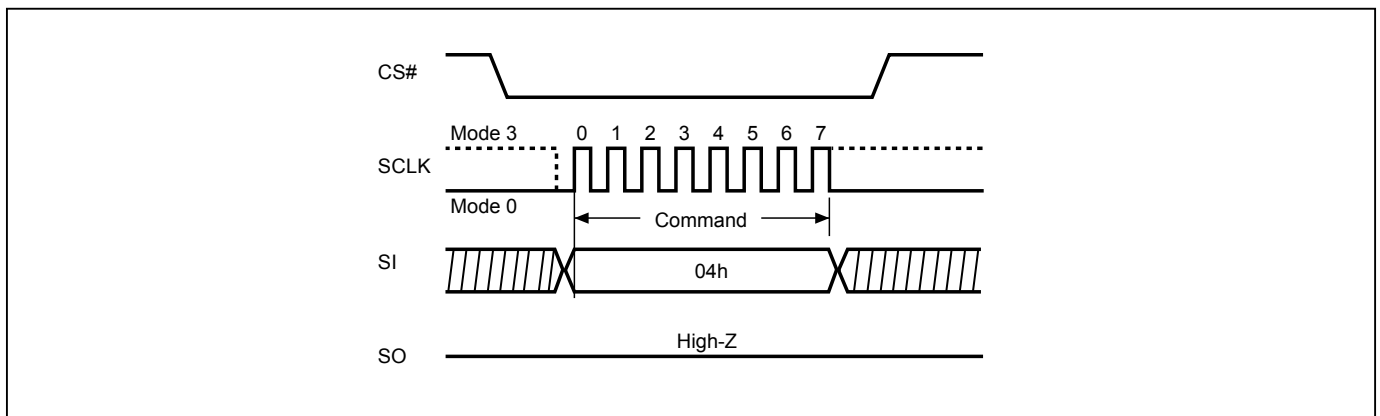 CS#
Mode 3
0 1 2 3 4 5 6 7
SCLK
Mode 0
Command
SI
04h
High-Z
SO